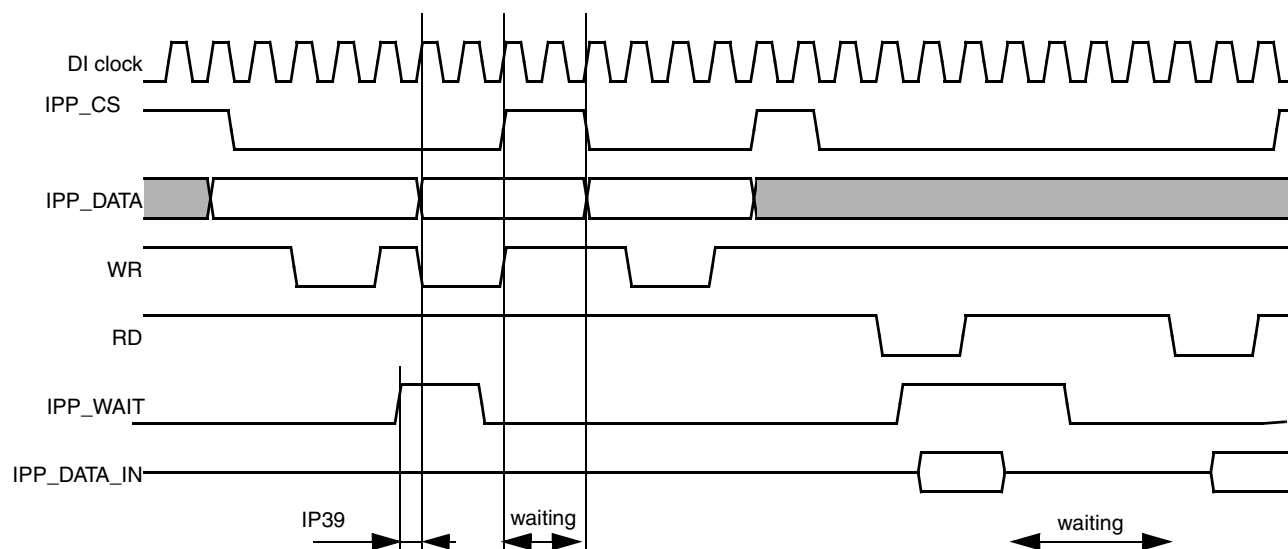 DI clock
IPP_CS
IPP_DATA
WR
RD
IPP_WAIT
IPP_DATA_IN
IP39
waiting
waiting